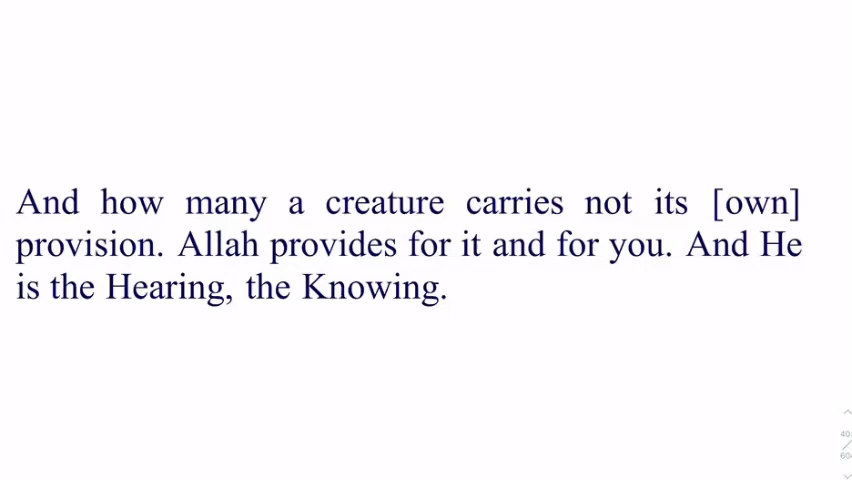 And how many a creature carries not its [own]
provision. Allah provides for it and for you. And He
is the Hearing, the Knowing.